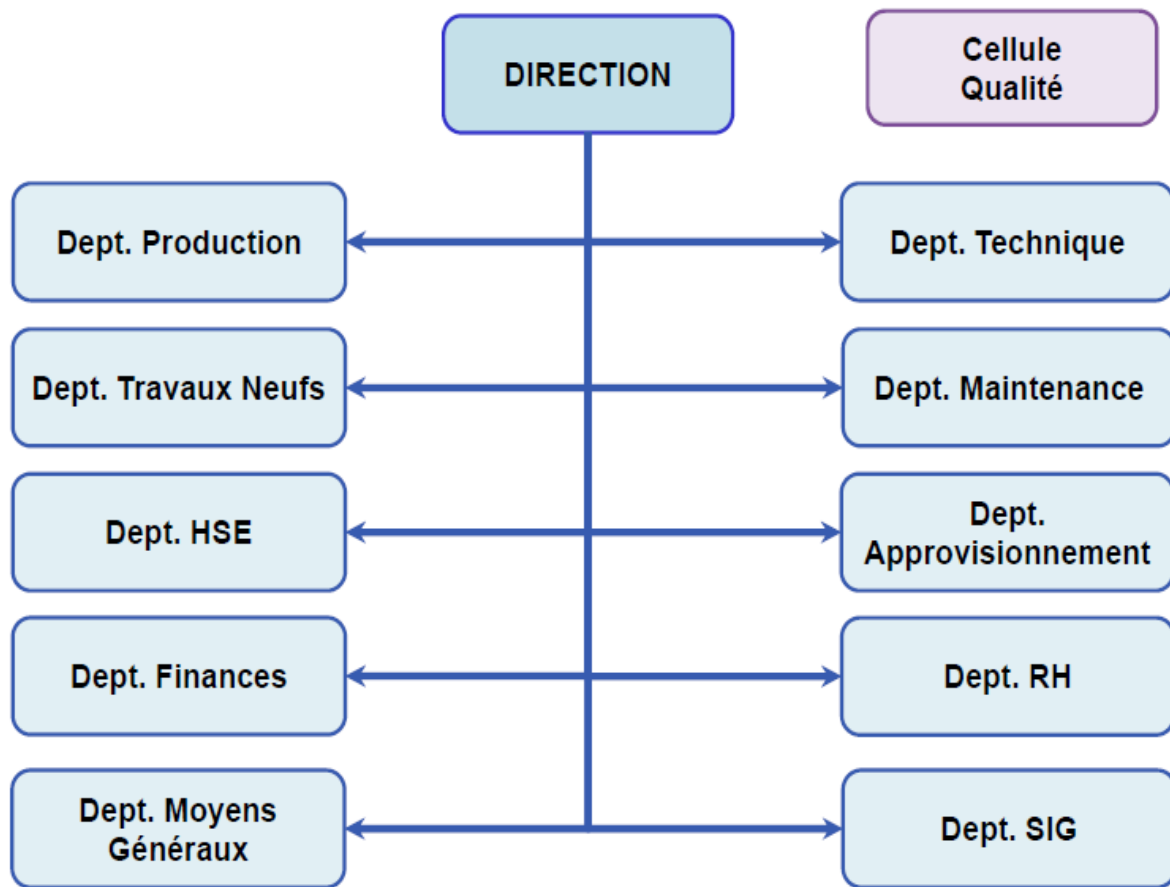 DIRECTION
Cellule
Qualité
Dept. Production
Dept. Technique
Dept. Travaux Neufs
Dept. Maintenance
Dept. HSE
Dept.
Approvisionnement
Dept. Finances
Dept. RH
Dept. Moyens
Généraux
Dept. SIG